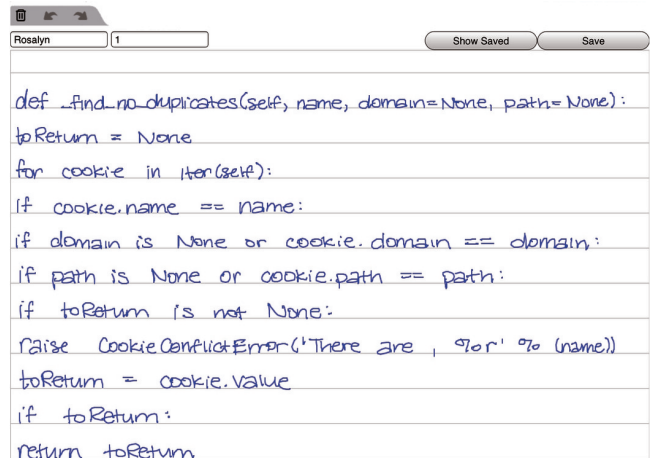 Rosalyn 1 Show Saved Save
def _find_no_duplicates(self, name, domain=None, path=None):
toReturn = None
for cookie in iter(self):
if cookie.name == name:
if domain is None or cookie.domain == domain:
if path is None or cookie.path == path:
if toReturn is not None:
raise CookieConflictError('There are , %r' % (name))
toReturn = cookie.value
if toReturn:
return toReturn